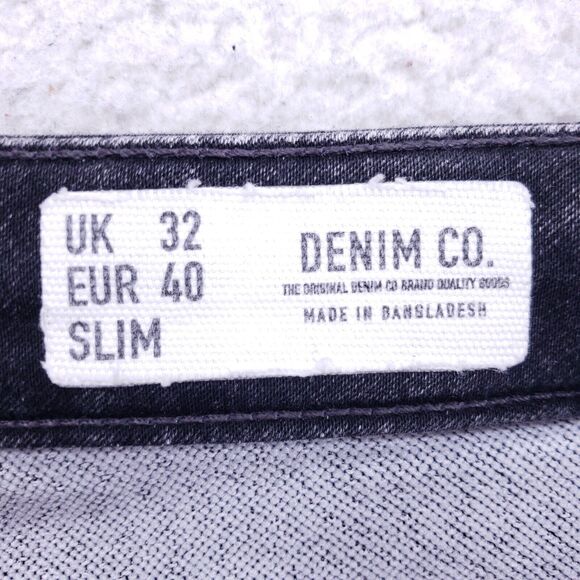 UK 32
EUR 40
SLIM
DENIM CO.
THE ORIGINAL DENIM CO BRAND QUALITY GOODS
MADE IN BANGLADESH